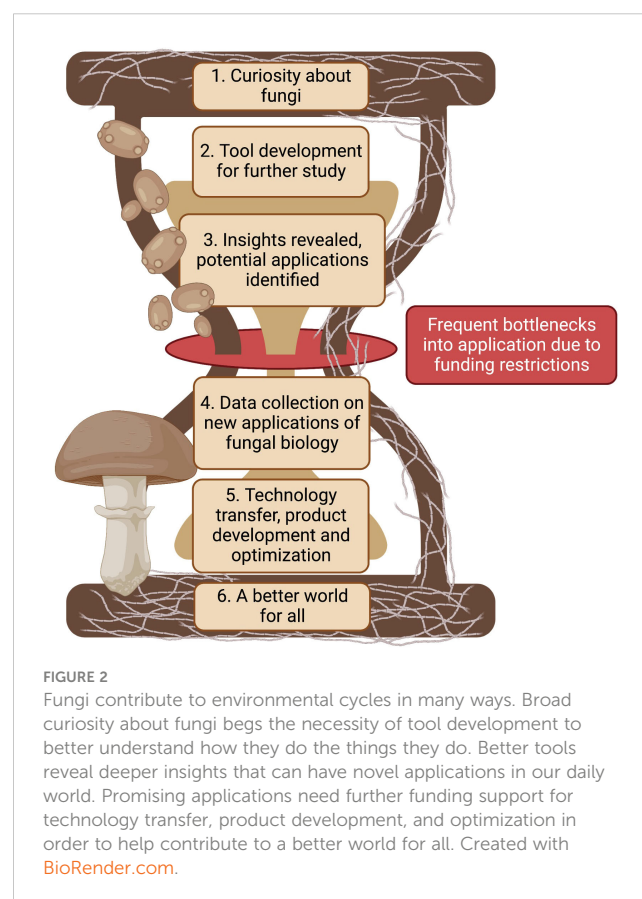 1. Curiosity about
fungi
2. Tool development
for further study
3. Insights revealed,
potential applications
identified
Frequent bottlenecks
into application due to
funding restrictions
4. Data collection on
new applications of
fungal biology
5. Technology
transfer, product
development and
optimization
6. A better world
for all
FIGURE 2
Fungi contribute to environmental cycles in many ways. Broad
curiosity about fungi begs the necessity of tool development to
better understand how they do the things they do. Better tools
reveal deeper insights that can have novel applications in our daily
world. Promising applications need further funding support for
technology transfer, product development, and optimization in
order to help contribute to a better world for all. Created with
BioRender.com.